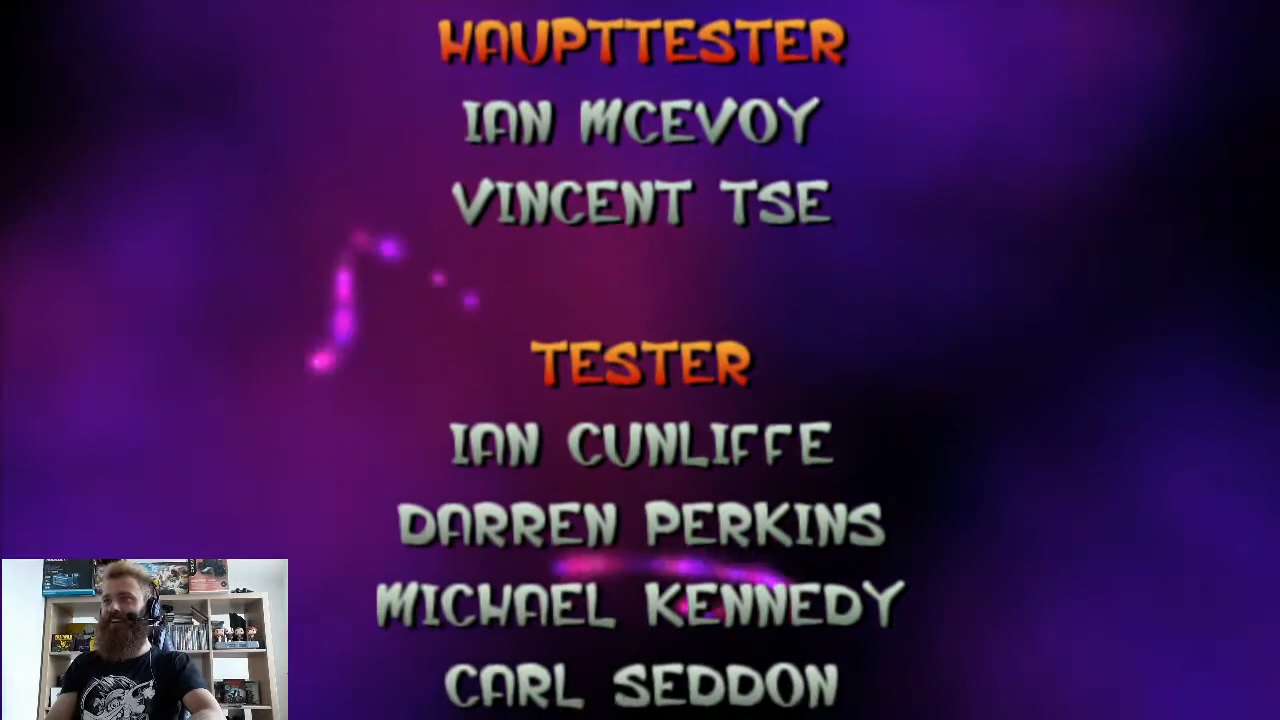 HAUPTTESTER
IAN MCEVOY
VINCENT TSE
TESTER
IAN CUNLIFFE
DARREN PERKINS
MICHAEL KENNEDY
CARL SEDDON